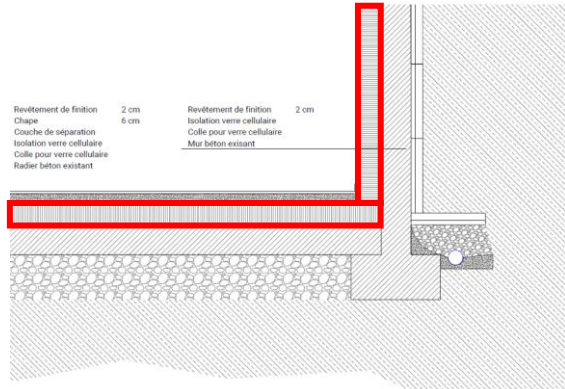 Revêtement de finition 2 cm
Chape 6 cm
Couche de séparation
Isolation verre cellulaire
Colle pour verre cellulaire
Radier béton existant
Revêtement de finition 2 cm
Isolation verre cellulaire
Colle pour verre cellulaire
Mur béton exisant